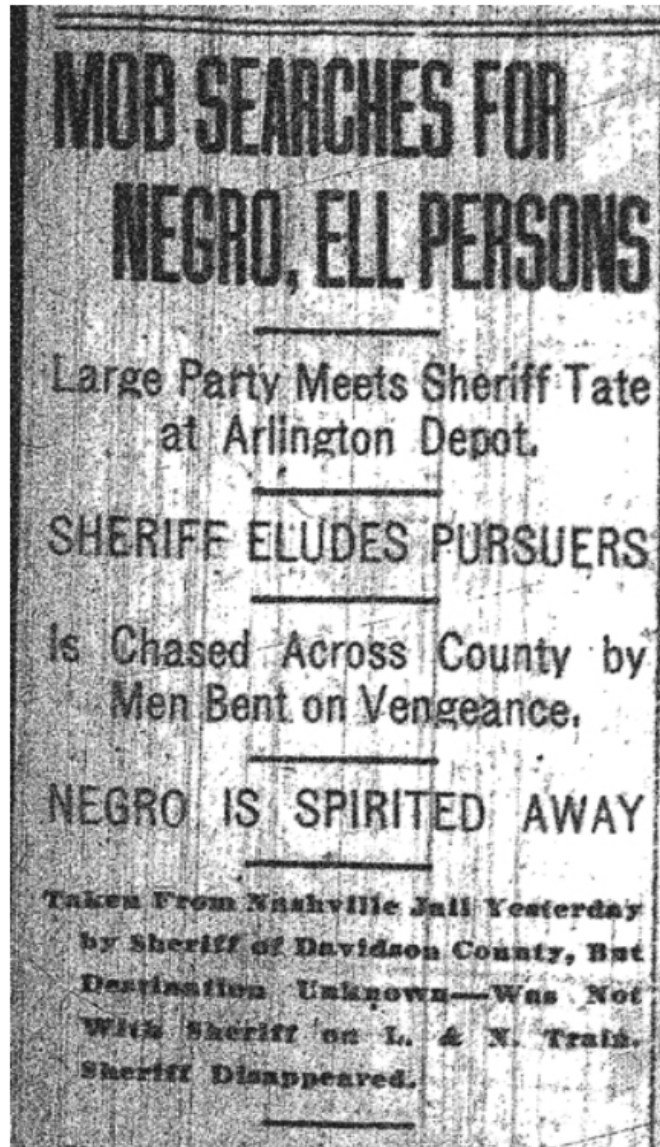 MOB SEARCHES FOR
NEGRO, ELL PERSONS
Large Party Meets Sheriff Tate
at Arlington Depot.
SHERIFF ELUDES PURSUERS
Is Chased Across County by
Men Bent on Vengeance.
NEGRO IS SPIRITED AWAY
Taken From Nashville Jail Yesterday
by Sheriff of Davidson County, But
Destination Unknown—Was Not
With Sheriff on L. & N. Train.
Sheriff Disappeared.